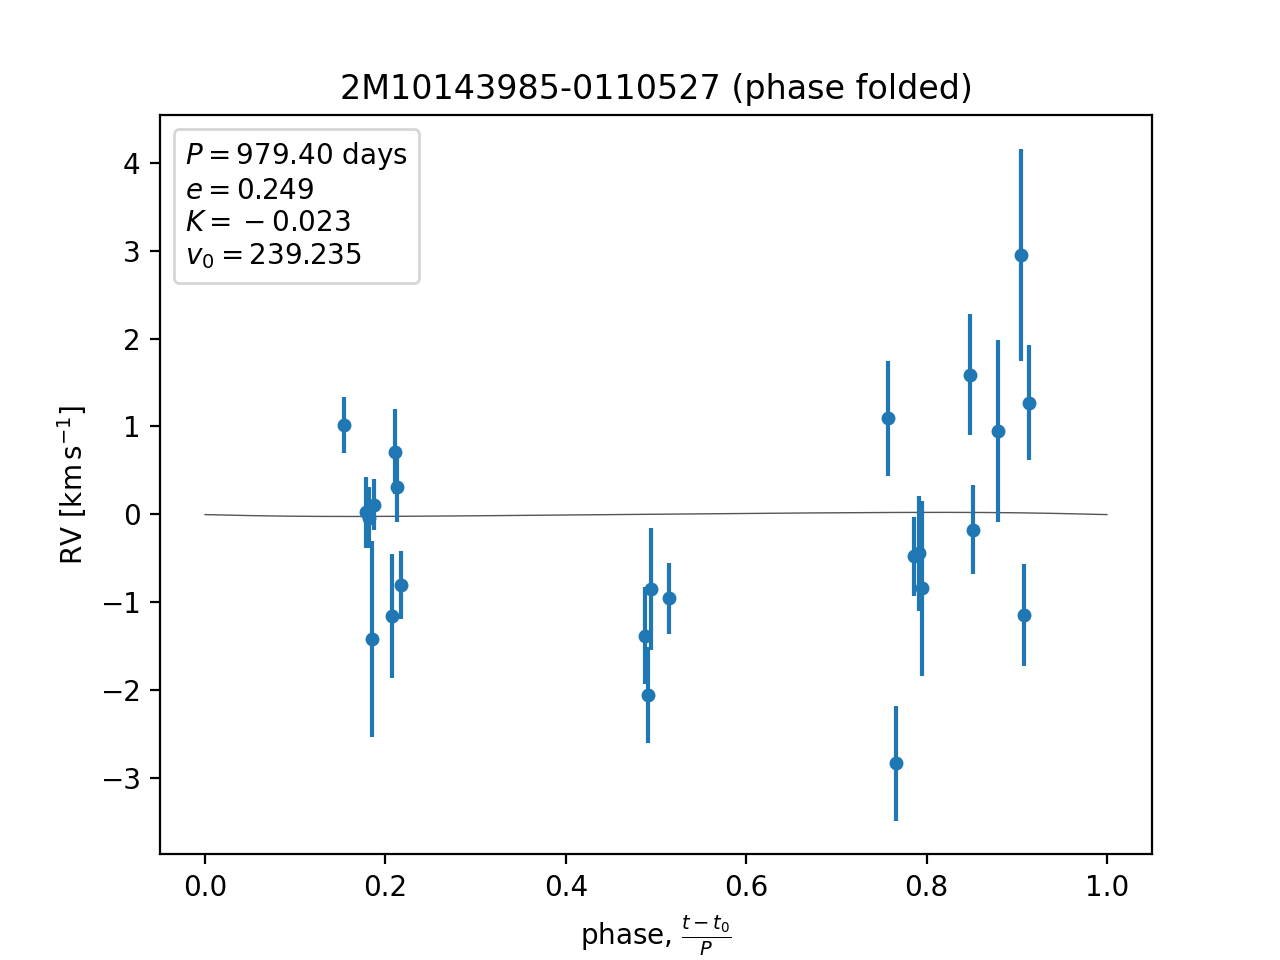 2M10143985-0110527 (phase folded)
P = 979.40 days
e = 0.249
K = −0.023
v₀ = 239.235
4
3
2
1
0
−1
−2
−3
RV [km s⁻¹]
0.0 0.2 0.4 0.6 0.8 1.0
phase, (t − t₀)/P